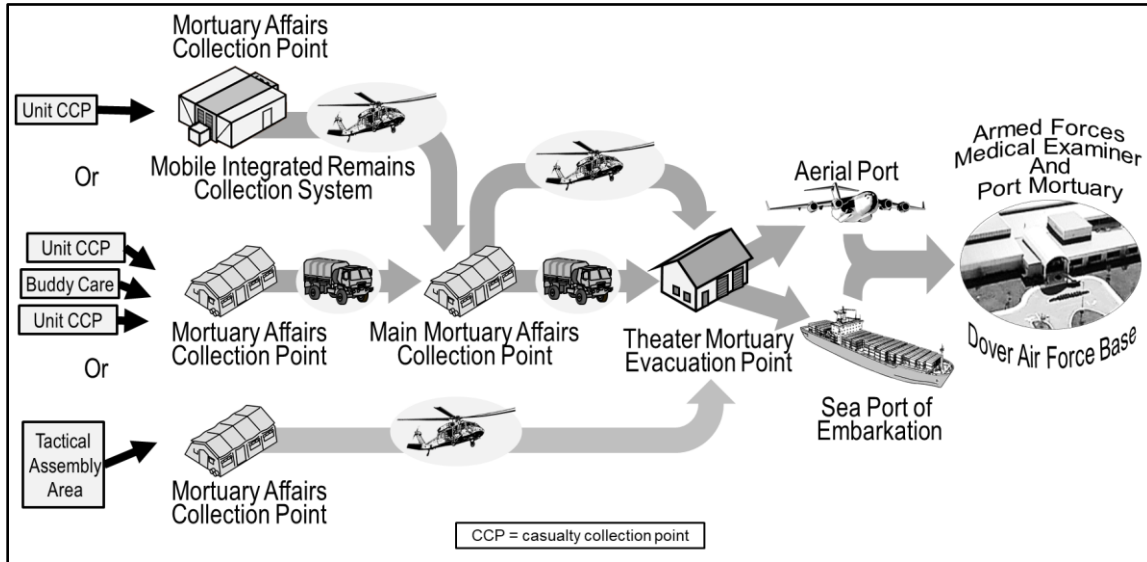 Mortuary Affairs
Collection Point
Unit CCP
Or
Mobile Integrated Remains
Collection System
Unit CCP
Buddy Care
Unit CCP
Mortuary Affairs
Collection Point
Main Mortuary Affairs
Collection Point
Theater Mortuary
Evacuation Point
Aerial Port
Sea Port of
Embarkation
Armed Forces
Medical Examiner
And
Port Mortuary
Dover Air Force Base
Or
Tactical
Assembly
Area
Mortuary Affairs
Collection Point
CCP = casualty collection point